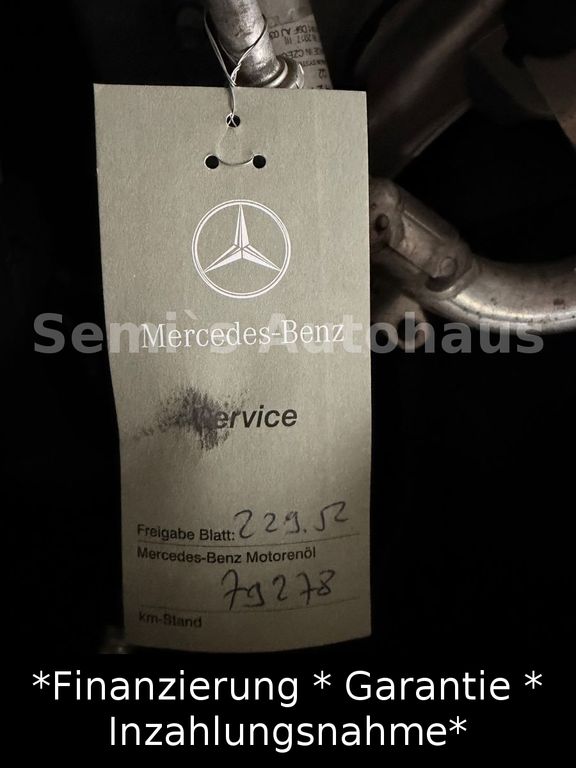 Mercedes-Benz
Semi`s Autohaus
Service
Freigabe Blatt: 229.52
Mercedes-Benz Motorenöl
79278
km-Stand
*Finanzierung * Garantie *
Inzahlungsnahme*